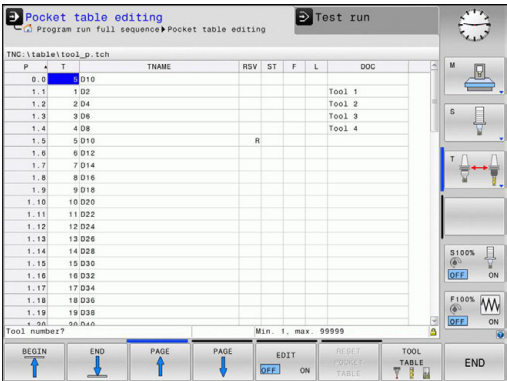 Pocket table editing
Program run full sequence Pocket table editing
Test run
TNC:\table\tool_p.tch
P T TNAME RSV ST F L DOC
0.0 5 D10
1.1 1 D2 Tool 1
1.2 2 D4 Tool 2
1.3 3 D6 Tool 3
1.4 4 D8 Tool 4
1.5 5 D10 R
1.6 6 D12
1.7 7 D14
1.8 8 D16
1.9 9 D18
1.10 10 D20
1.11 11 D22
1.12 12 D24
1.13 13 D26
1.14 14 D28
1.15 15 D30
1.16 16 D32
1.17 17 D34
1.18 18 D36
1.19 19 D38
1.20 20 D40
Tool number? Min. 1, max. 99999
M
S
T
S100%
OFF ON
F100%
OFF ON
BEGIN
END
PAGE
PAGE
EDIT
OFF ON
RESET
POCKET
TABLE
TOOL
TABLE
END